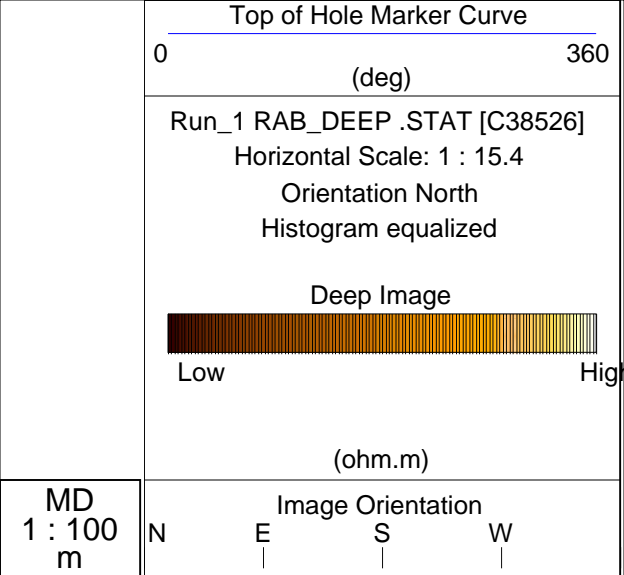 Top of Hole Marker Curve
0 360
(deg)
Run_1 RAB_DEEP .STAT [C38526]
Horizontal Scale: 1 : 15.4
Orientation North
Histogram equalized
Deep Image
Low High
(ohm.m)
MD
1 : 100
m
Image Orientation
N E S W